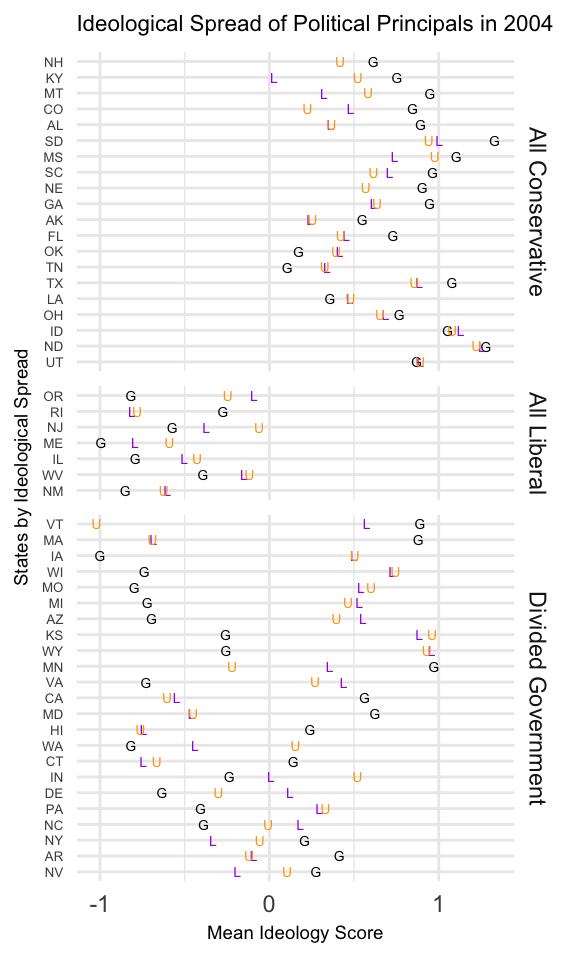 Ideological Spread of Political Principals in 2004
States by Ideological Spread
All Conservative
NH U G
KY L U G
MT L U G
CO U L G
AL L U G
SD U L G
MS L U G
SC U L G
NE U G
GA L U G
AK L U G
FL U L G
OK G U L
TN G U L
TX U L G
LA G L U
OH U L G
ID G U L
ND U L G
UT G L U
All Liberal
OR G U L
RI L U G
NJ G L U
ME G L U
IL G L U
WV G L U
NM G U L
Divided Government
VT U L G
MA U L G
IA G L U
WI G L U
MO G L U
MI G U L
AZ G U L
KS G L U
WY G U L
MN U L G
VA G U L
CA U L G
MD L U G
HI U L G
WA G L U
CT L U G
IN G L U
DE G U L
PA G L U
NC G U L
NY L U G
AR U L G
NV L U G
-1 0 1
Mean Ideology Score